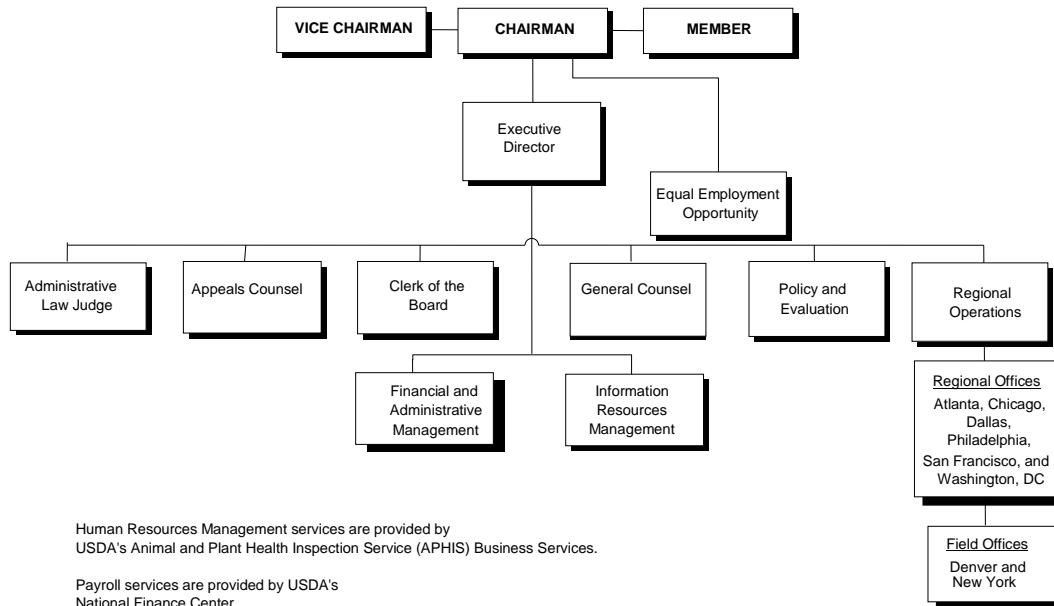 VICE CHAIRMAN
CHAIRMAN
MEMBER
Executive
Director
Equal Employment
Opportunity
Administrative
Law Judge
Appeals Counsel
Clerk of the
Board
General Counsel
Policy and
Evaluation
Regional
Operations
Financial and
Administrative
Management
Information
Resources
Management
Regional Offices
Atlanta, Chicago,
Dallas,
Philadelphia,
San Francisco, and
Washington, DC
Field Offices
Denver and
New York
Human Resources Management services are provided by
USDA's Animal and Plant Health Inspection Service (APHIS) Business Services.
Payroll services are provided by USDA's
National Finance Center